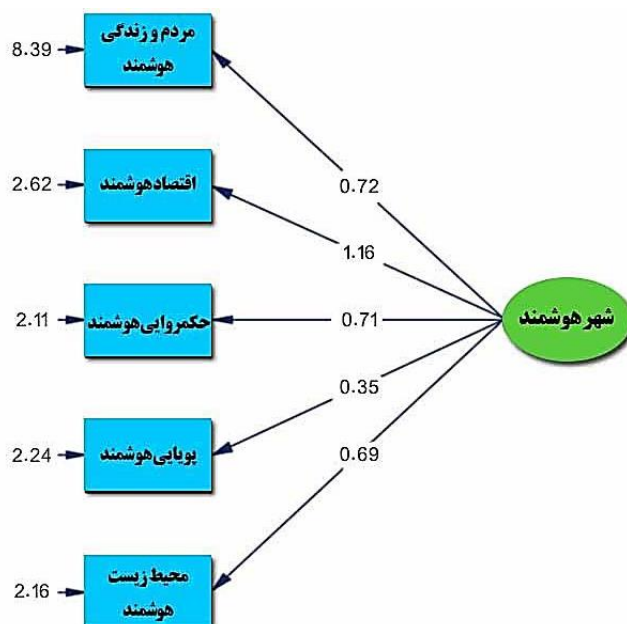 8.39
مردم و زندگی
هوشمند
0.72
2.62
اقتصاد هوشمند
1.16
2.11
حکمروایی هوشمند
0.71
شهر هوشمند
0.35
2.24
پویایی هوشمند
0.69
2.16
محیط زیست
هوشمند